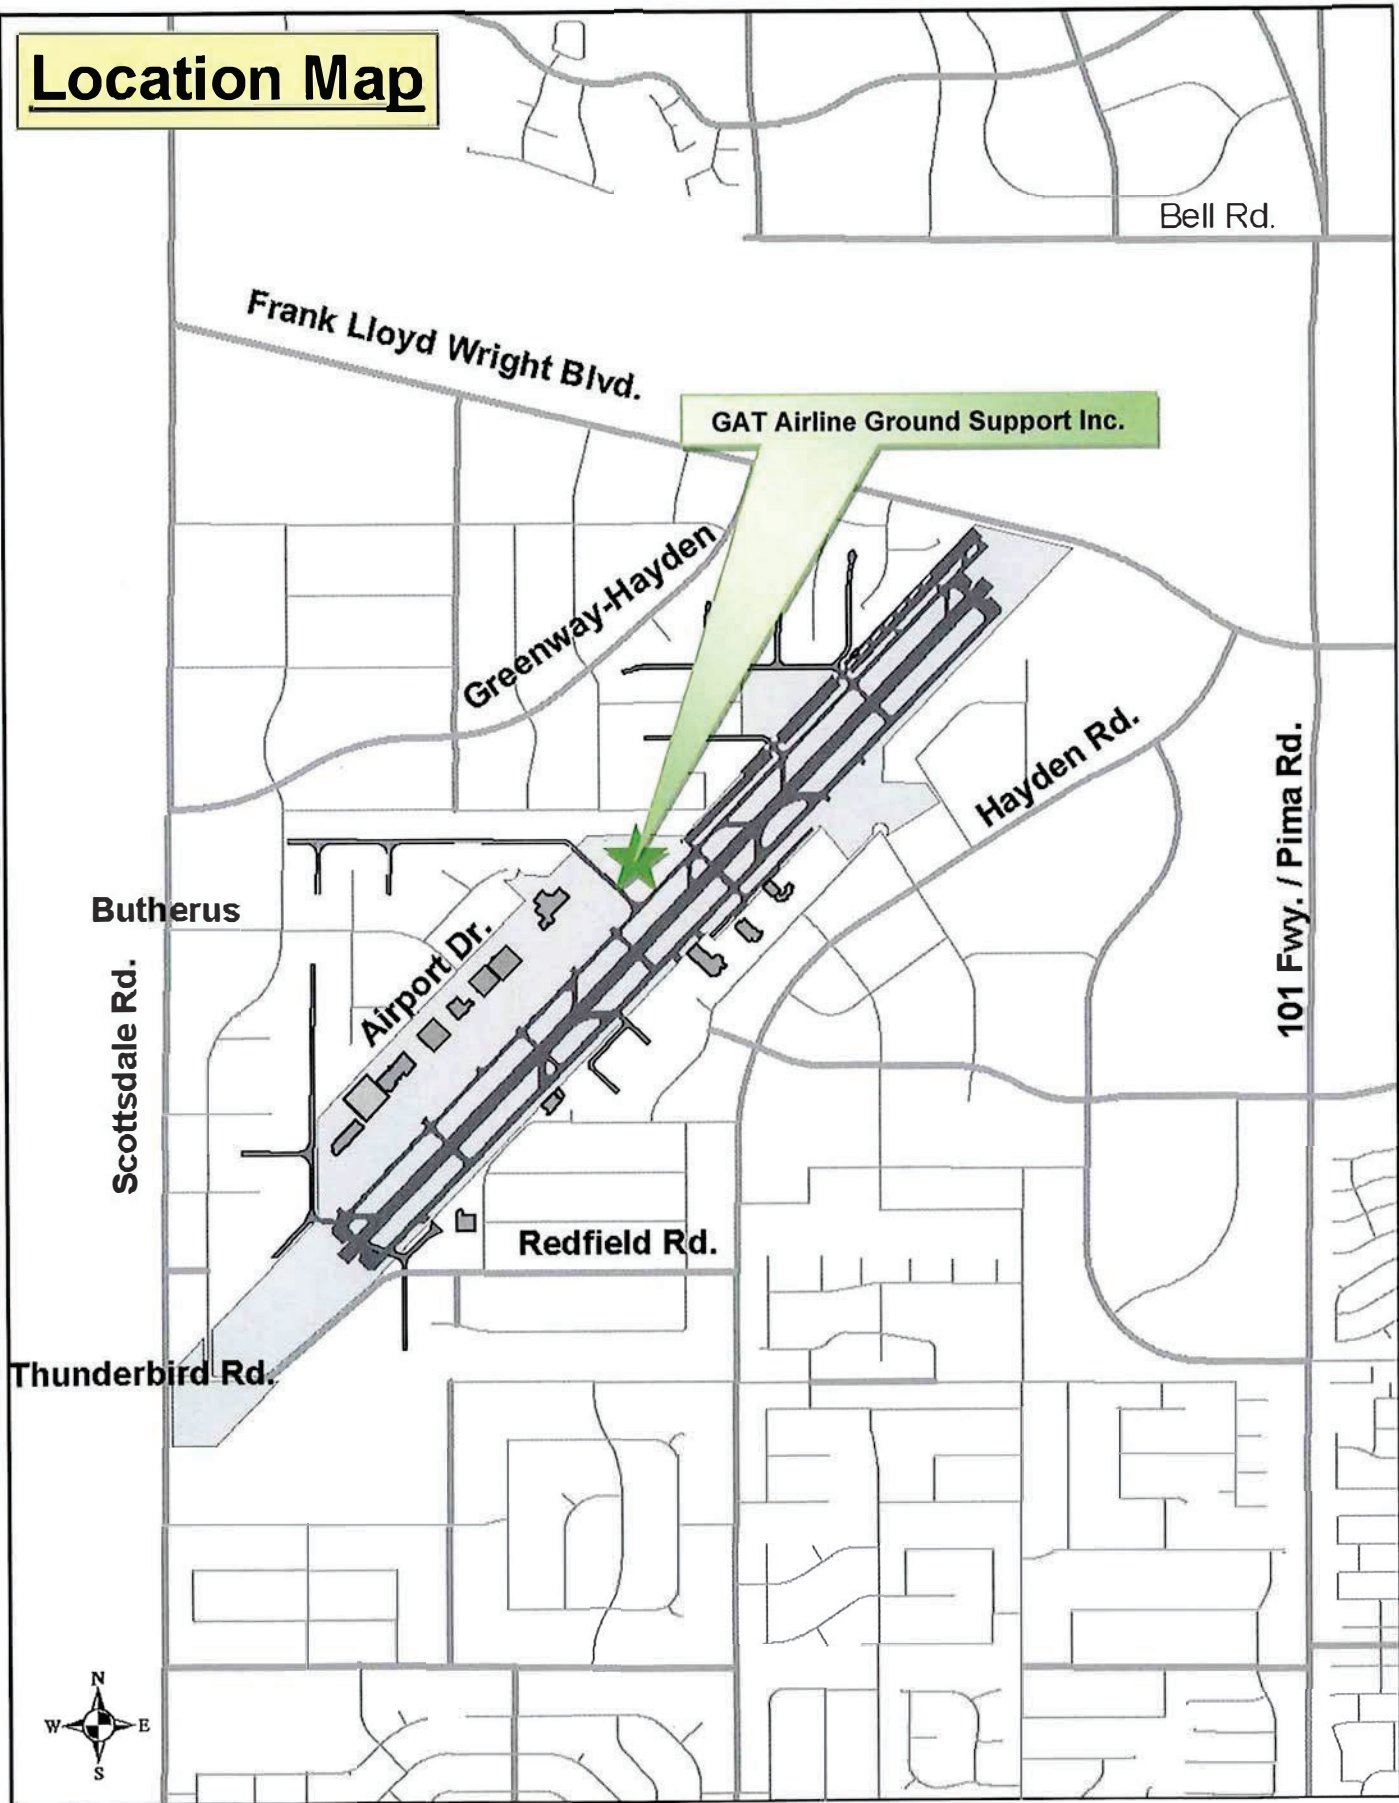 Location Map
Bell Rd.
Frank Lloyd Wright Blvd.
GAT Airline Ground Support Inc.
Greenway-Hayden
Hayden Rd.
101 Fwy. / Pima Rd.
Butherus
Airport Dr.
Scottsdale Rd.
Redfield Rd.
Thunderbird Rd.
N
W E
S